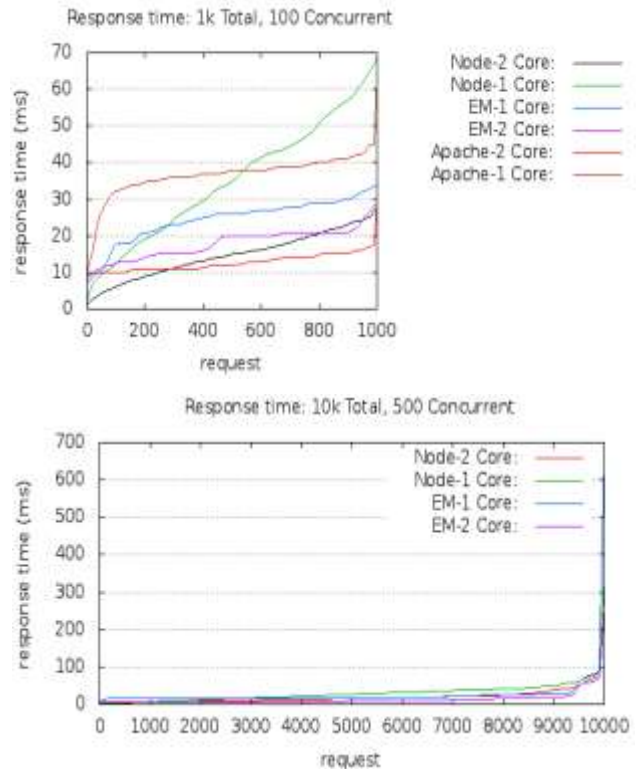 Response time: 1k Total, 100 Concurrent
70
60
50
40
30
20
10
0
response time (ms)
0 200 400 600 800 1000
request
Node-2 Core:
Node-1 Core:
EM-1 Core:
EM-2 Core:
Apache-2 Core:
Apache-1 Core:
Response time: 10k Total, 500 Concurrent
700
600
500
400
300
200
100
0
response time (ms)
Node-2 Core:
Node-1 Core:
EM-1 Core:
EM-2 Core:
0 1000 2000 3000 4000 5000 6000 7000 8000 9000 10000
request